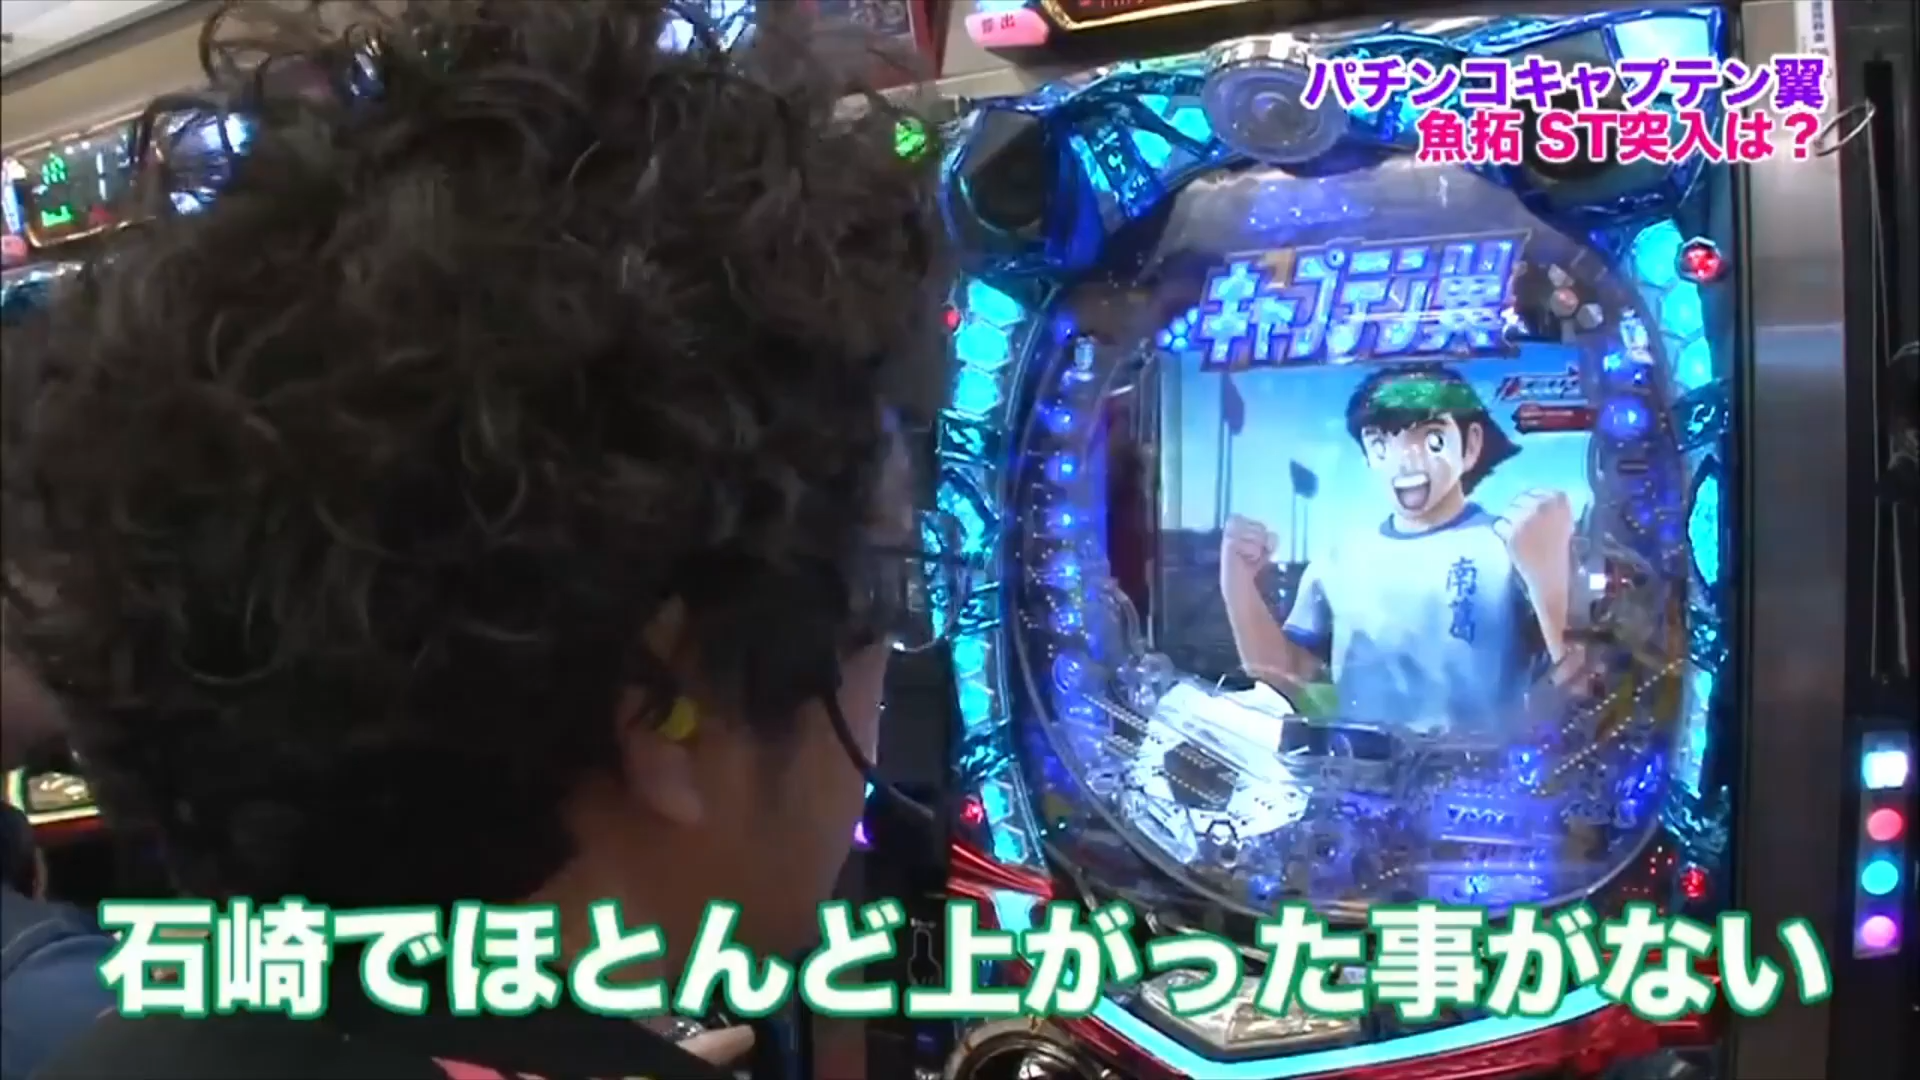 パチンコキャプテン翼
魚拓 ST突入は？
キャプテン翼
南葛
石崎でほとんど上がった事がない